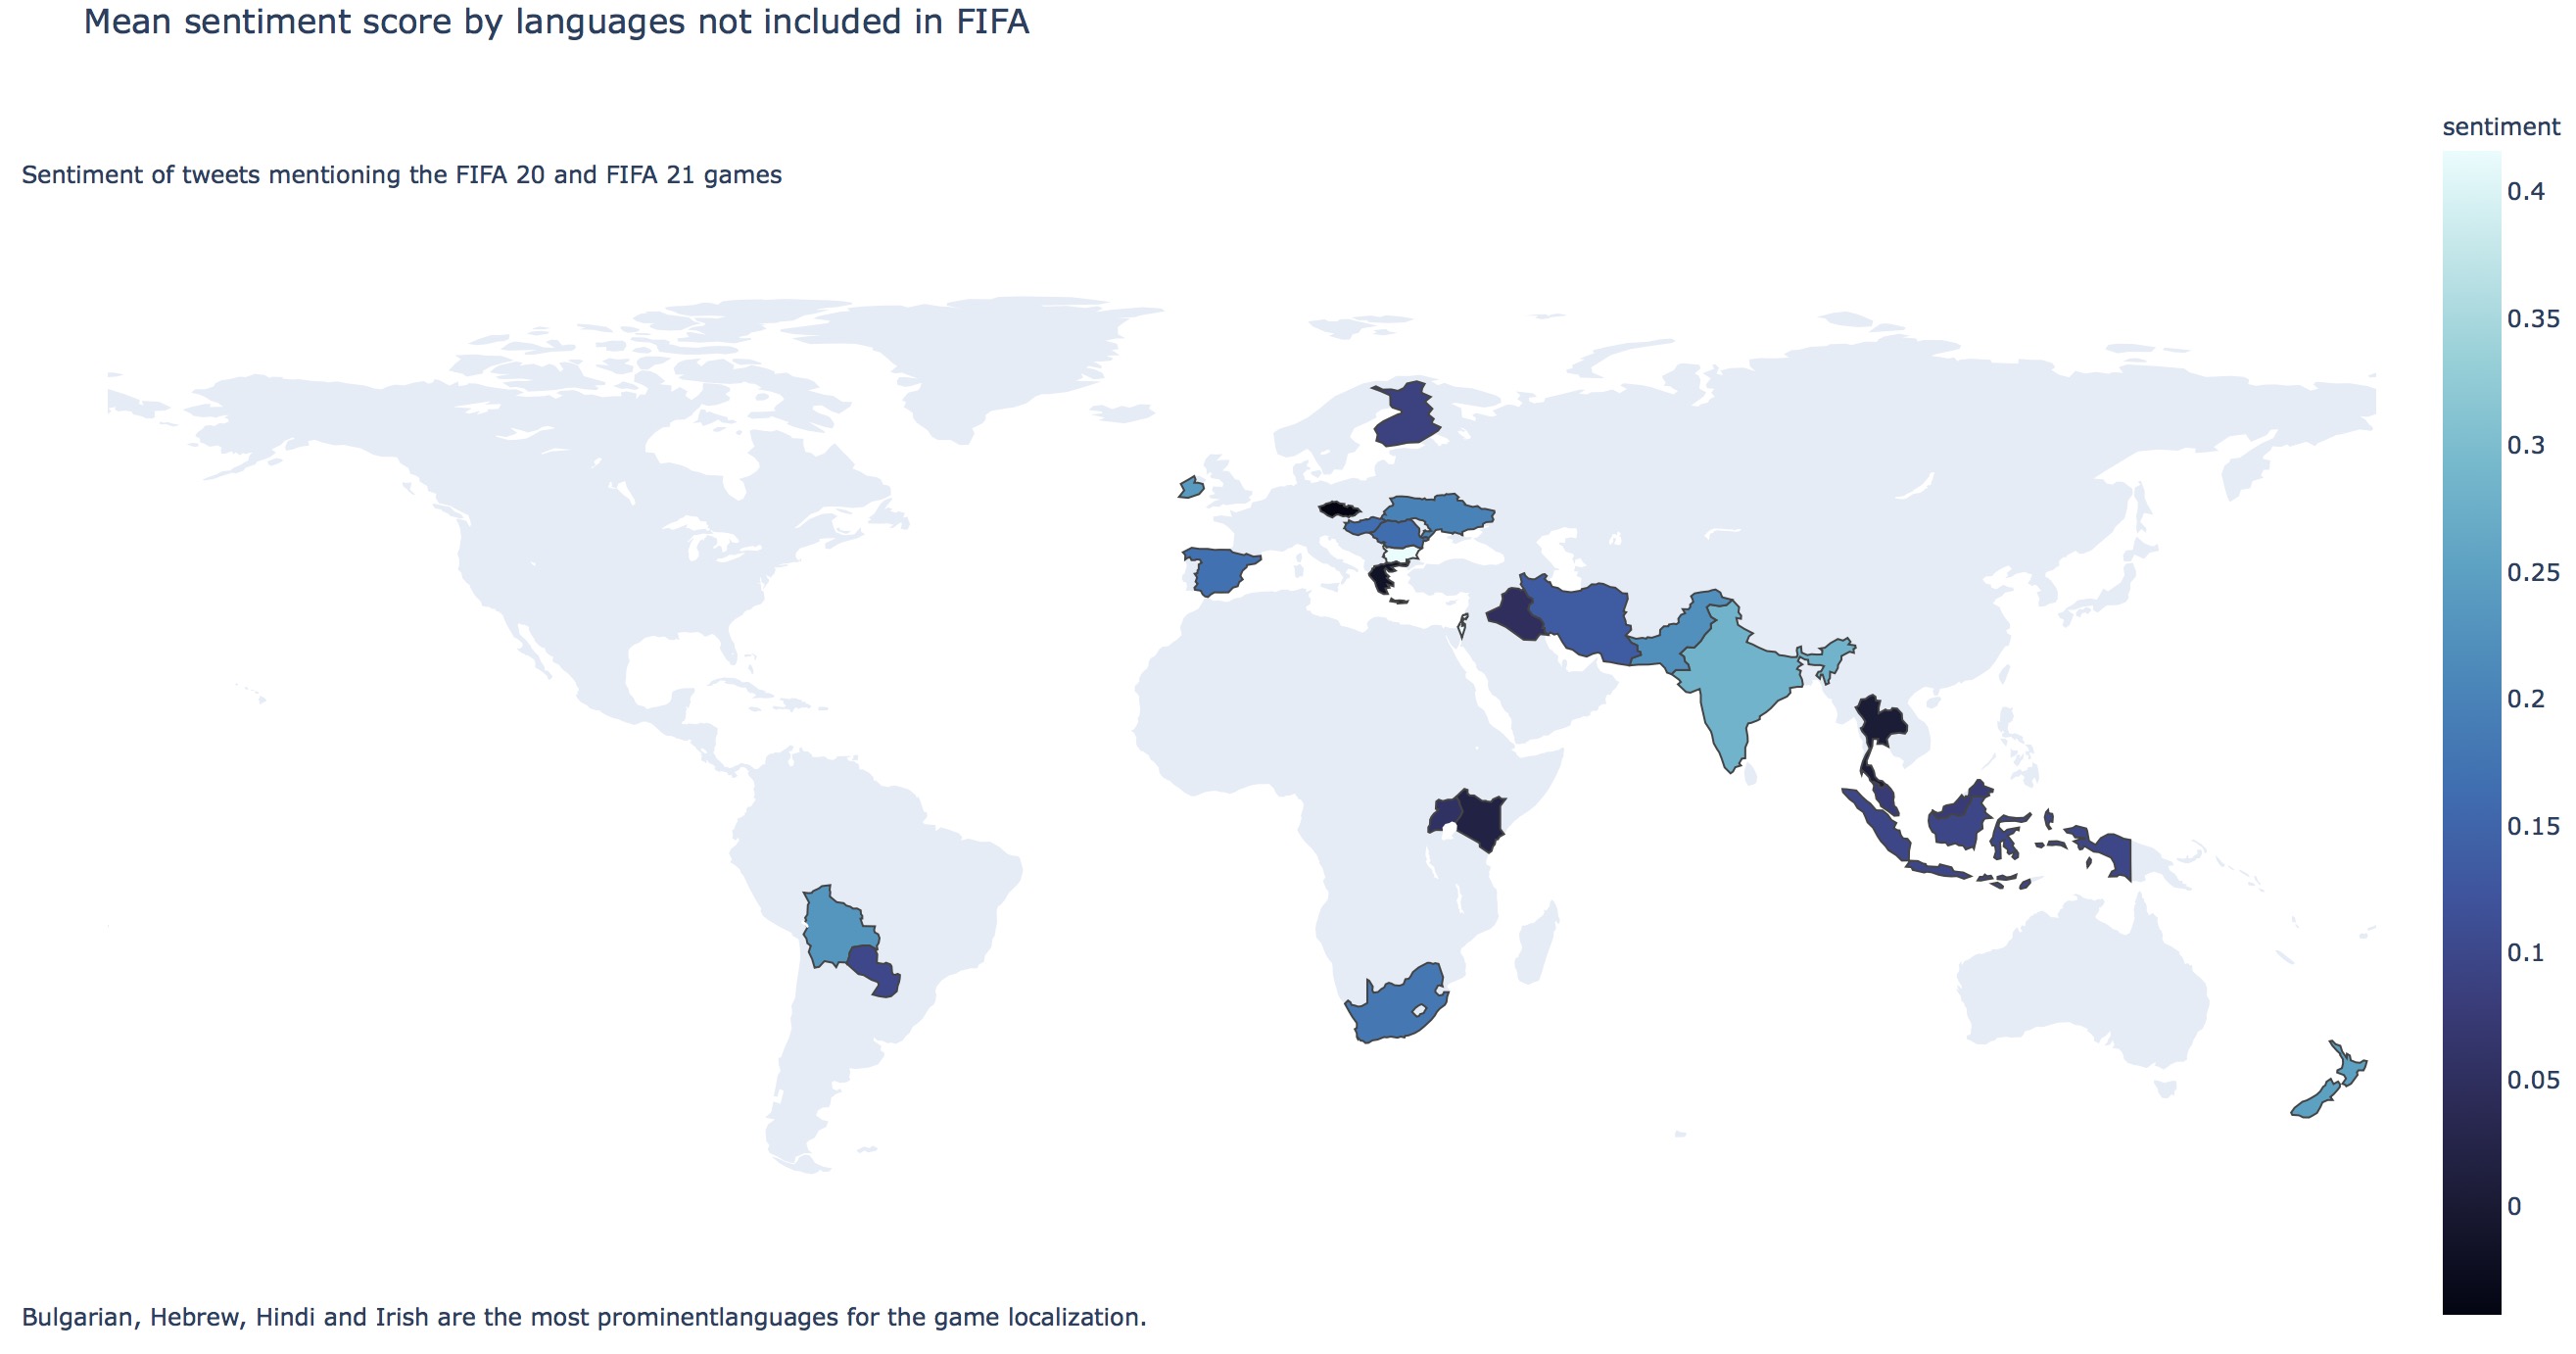 Mean sentiment score by languages not included in FIFA
sentiment
Sentiment of tweets mentioning the FIFA 20 and FIFA 21 games
0.4
0.35
0.3
0.25
0.2
0.15
0.1
0.05
0
Bulgarian, Hebrew, Hindi and Irish are the most prominentlanguages for the game localization.